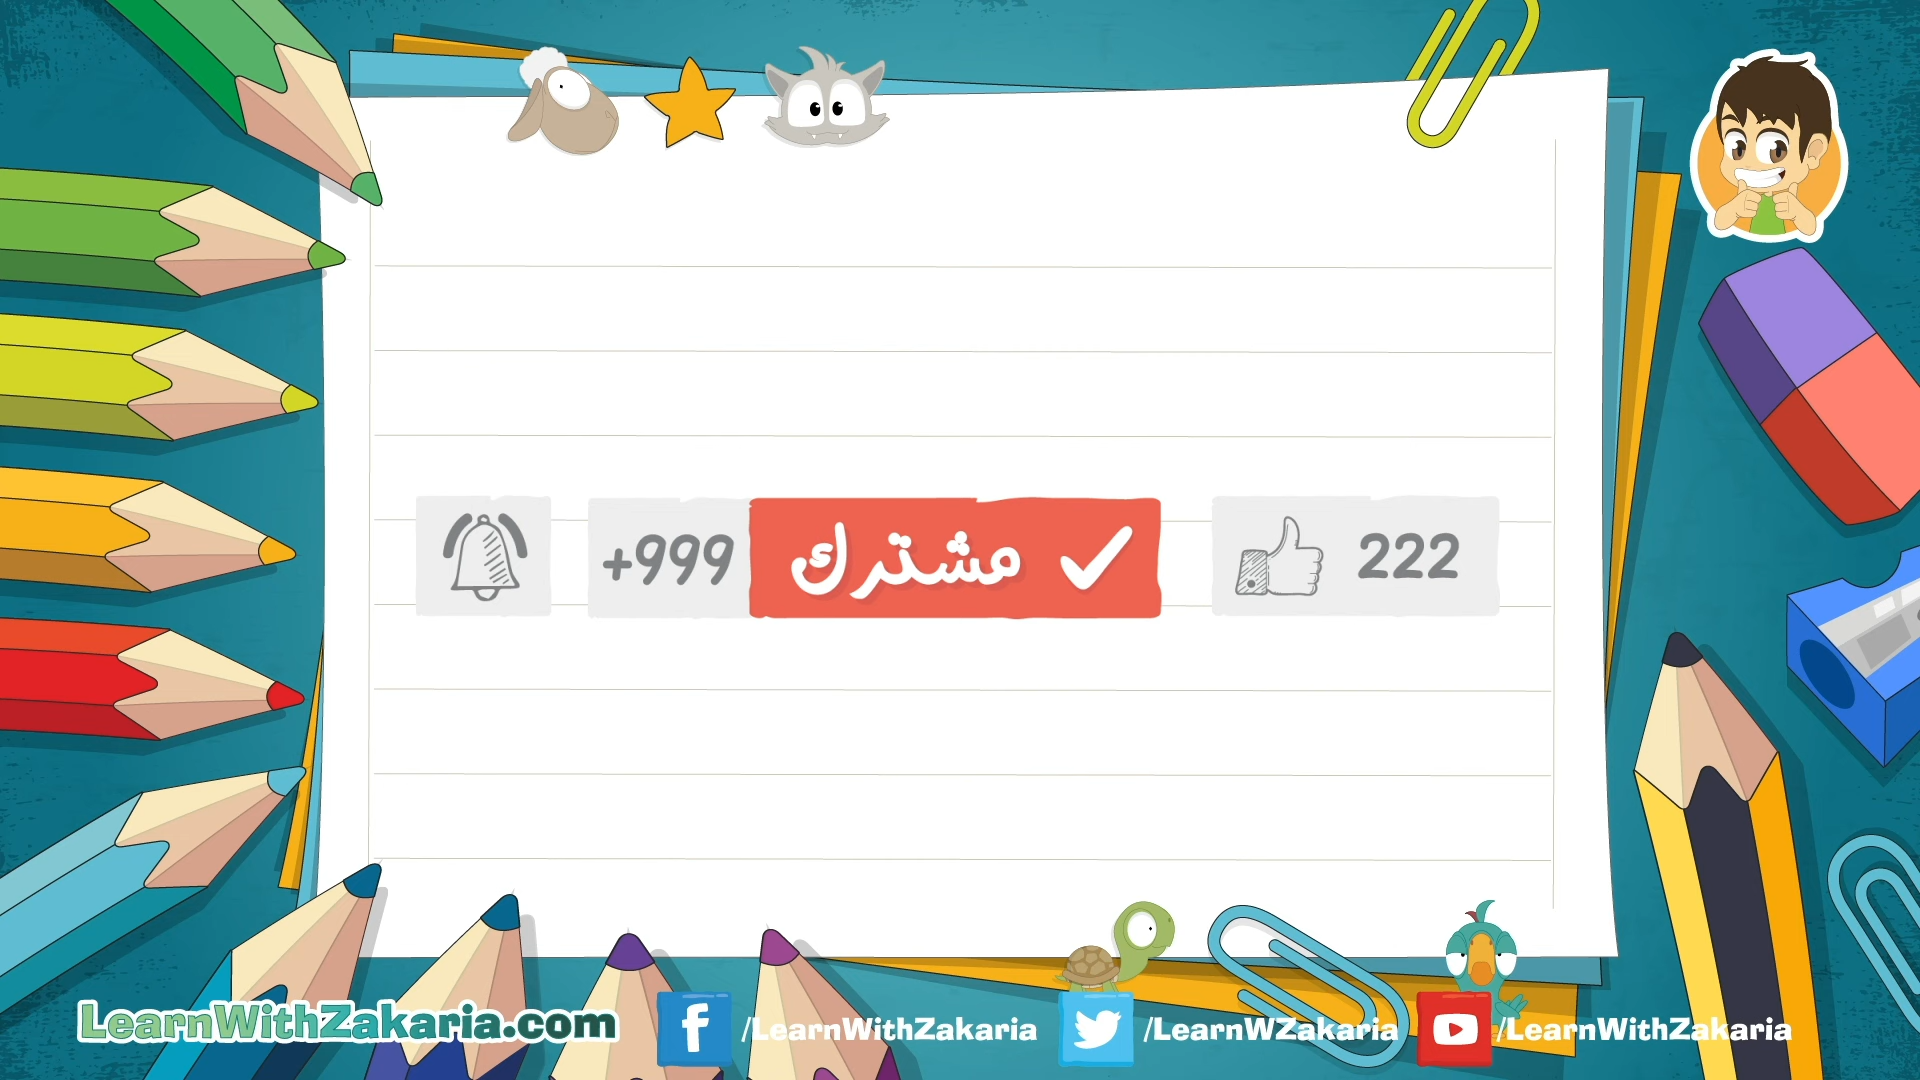 +999 مشترك
222
LearnWithZakaria.com
/LearnWithZakaria
/LearnWZakaria
/LearnWithZakaria